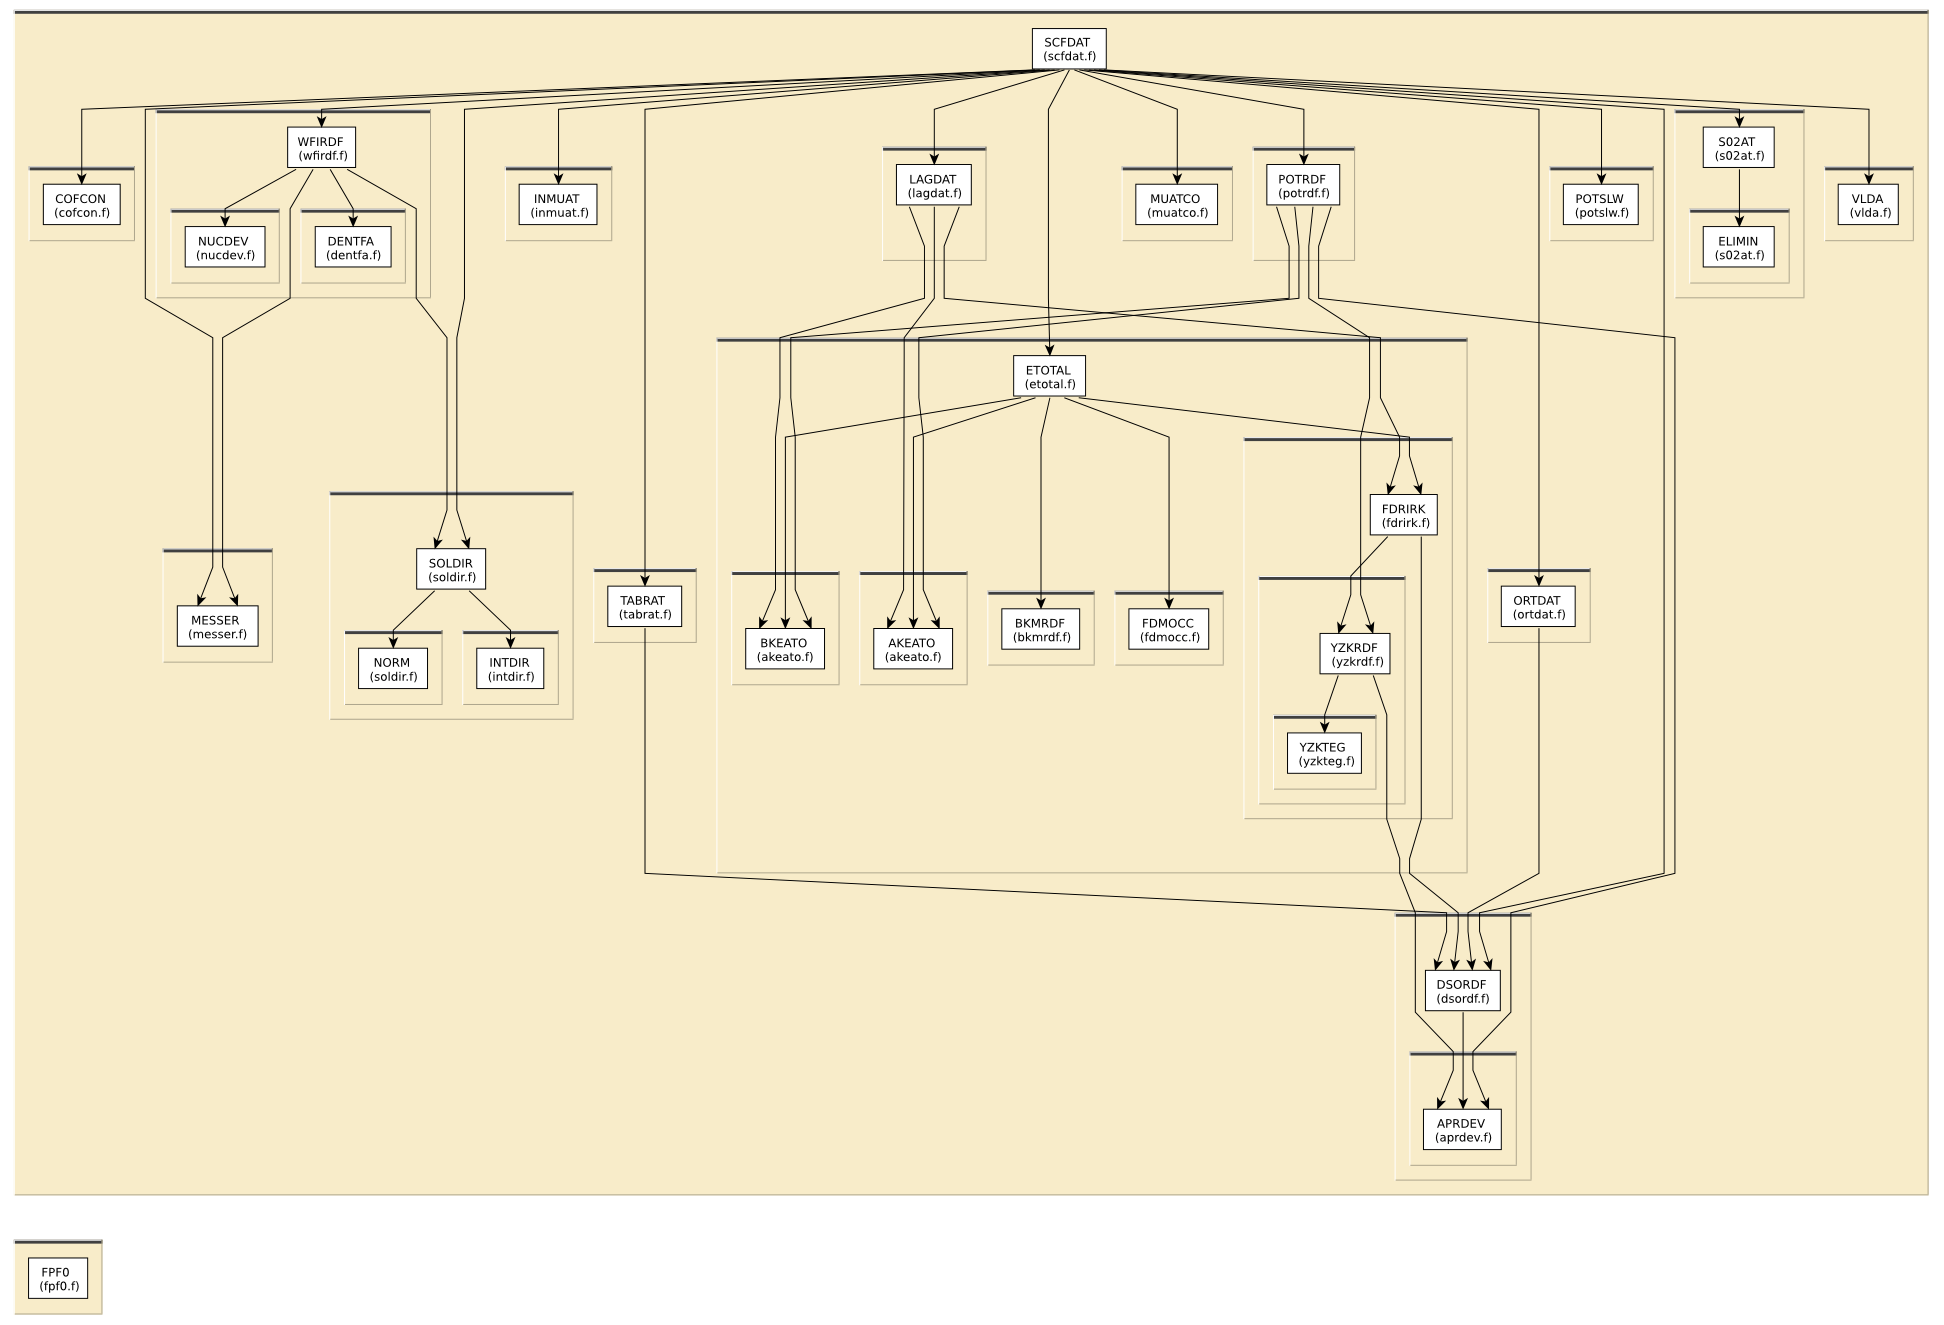 SCFDAT
(scfdat.f)
WFIRDF
(wfirdf.f)
S02AT
(s02at.f)
LAGDAT
(lagdat.f)
POTRDF
(potrdf.f)
COFCON
(cofcon.f)
INMUAT
(inmuat.f)
MUATCO
(muatco.f)
POTSLW
(potslw.f)
VLDA
(vlda.f)
NUCDEV
(nucdev.f)
DENTFA
(dentfa.f)
ELIMIN
(s02at.f)
ETOTAL
(etotal.f)
FDRIRK
(fdrirk.f)
SOLDIR
(soldir.f)
TABRAT
(tabrat.f)
ORTDAT
(ortdat.f)
MESSER
(messer.f)
BKMRDF
(bkmrdf.f)
FDMOCC
(fdmocc.f)
BKEATO
(akeato.f)
AKEATO
(akeato.f)
YZKRDF
(yzkrdf.f)
NORM
(soldir.f)
INTDIR
(intdir.f)
YZKTEG
(yzkteg.f)
DSORDF
(dsordf.f)
APRDEV
(aprdev.f)
FPF0
(fpf0.f)